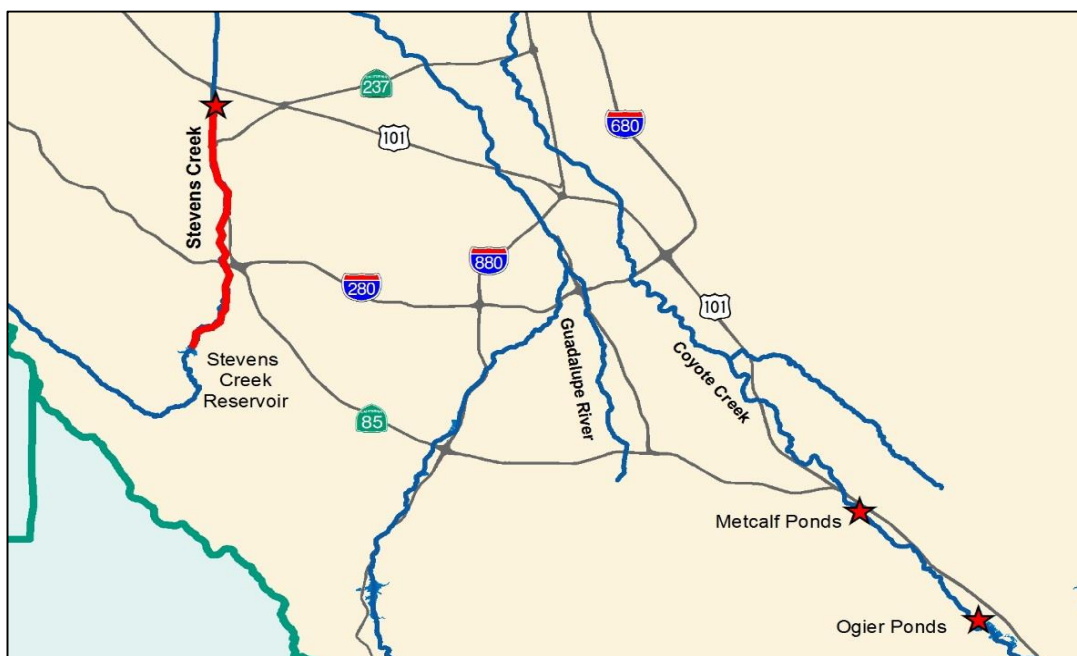 237
101
680
Stevens Creek
880
280
101
Stevens
Creek
Reservoir
Guadalupe River
Coyote Creek
85
Metcalf Ponds
Ogier Ponds